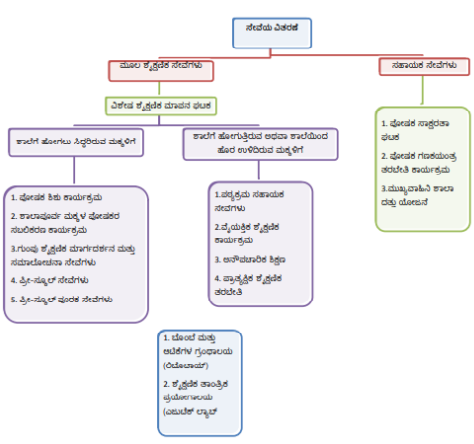 ಸೇವೆಯ ವಿತರಣೆ
ಮೂಲ ಶೈಕ್ಷಣಿಕ ಸೇವೆಗಳು
ಸಹಾಯಕ ಸೇವೆಗಳು
ವಿಶೇಷ ಶೈಕ್ಷಣಿಕ ಮಾಪನ ಘಟಕ
ಶಾಲೆಗೆ ಹೋಗಲು ಸಿದ್ಧರಿರುವ ಮಕ್ಕಳಿಗೆ
ಶಾಲೆಗೆ ಹೋಗುತ್ತಿರುವ ಅಥವಾ ಶಾಲೆಯಿಂದ
ಹೊರ ಉಳಿದಿರುವ ಮಕ್ಕಳಿಗೆ
1. ಪೋಷಕ ಶಿಶು ಕಾರ್ಯಕ್ರಮ
2. ಶಾಲಾಪೂರ್ವ ಮಕ್ಕಳ ಪೋಷಕರ
ಸಬಲಿಕರಣ ಕಾರ್ಯಕ್ರಮ
3.ಗುಂಪು ಶೈಕ್ಷಣಿಕ ಮಾರ್ಗದರ್ಶನ ಮತ್ತು
ಸಮಾಲೋಚನಾ ಸೇವೆಗಳು
4. ಪ್ರೀ-ಸ್ಕೂಲ್ ಸೇವೆಗಳು
5. ಪ್ರೀ-ಸ್ಕೂಲ್ ಪೂರಕ ಸೇವೆಗಳು
1.ಪಠ್ಯಕ್ರಮ ಸಹಾಯಕ
ಸೇವೆಗಳು
2.ವೈಯಕ್ತಿಕ ಶೈಕ್ಷಣಿಕ
ಕಾರ್ಯಕ್ರಮ
3. ಅನೌಪಚಾರಿಕ ಶಿಕ್ಷಣ
4. ಪ್ರಾತ್ಯಕ್ಷಿಕ ಶೈಕ್ಷಣಿಕ
ತರಬೇತಿ
1. ಪೋಷಕ ಸಾಕ್ಷರತಾ
ಘಟಕ
2. ಪೋಷಕ ಗಣಕಯಂತ್ರ
ತರಬೇತಿ ಕಾರ್ಯಕ್ರಮ
3.ಮುಖ್ಯವಾಹಿನಿ ಶಾಲಾ
ದತ್ತು ಯೋಜನೆ
1. ಬೊಂಬೆ ಮತ್ತು
ಆಟಿಕೆಗಳ ಗ್ರಂಥಾಲಯ
(ಲಿಬೊಟಾಯ್)
2. ಶೈಕ್ಷಣಿಕ ತಾಂತ್ರಿಕ
ಪ್ರಯೋಗಾಲಯ
(ಎಜುಟೆಕ್ ಲ್ಯಾಬ್